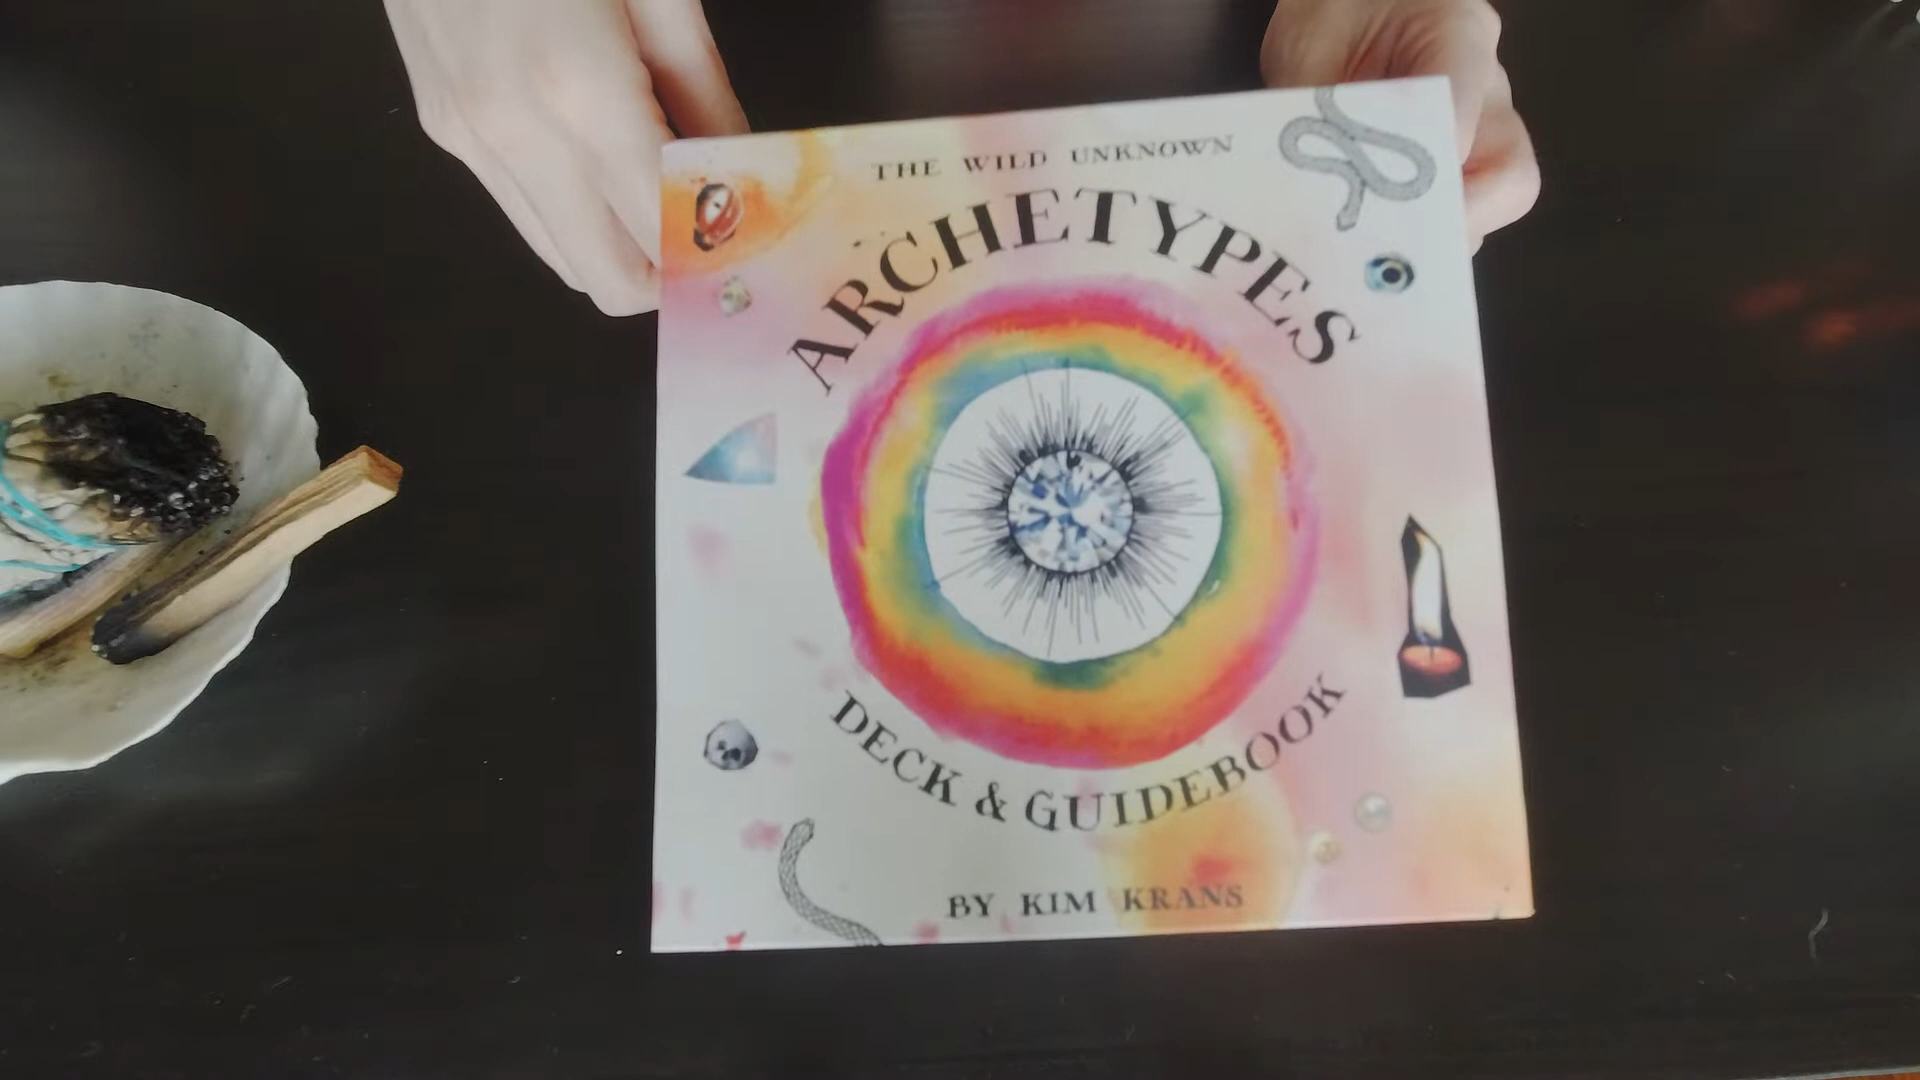 THE WILD UNKNOWN
ARCHETYPES
DECK & GUIDEBOOK
BY KIM KRANS